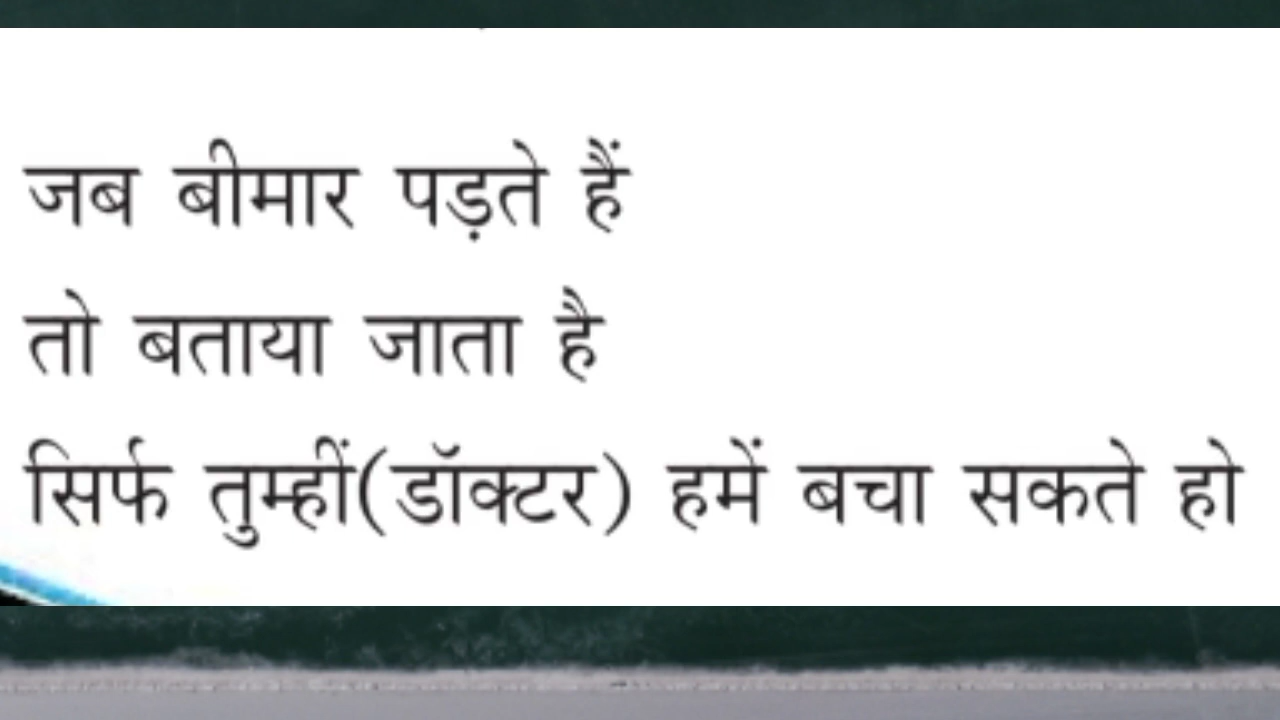 जब बीमार पड़ते हैं
तो बताया जाता है
सिर्फ तुम्हीं(डॉक्टर) हमें बचा सकते हो